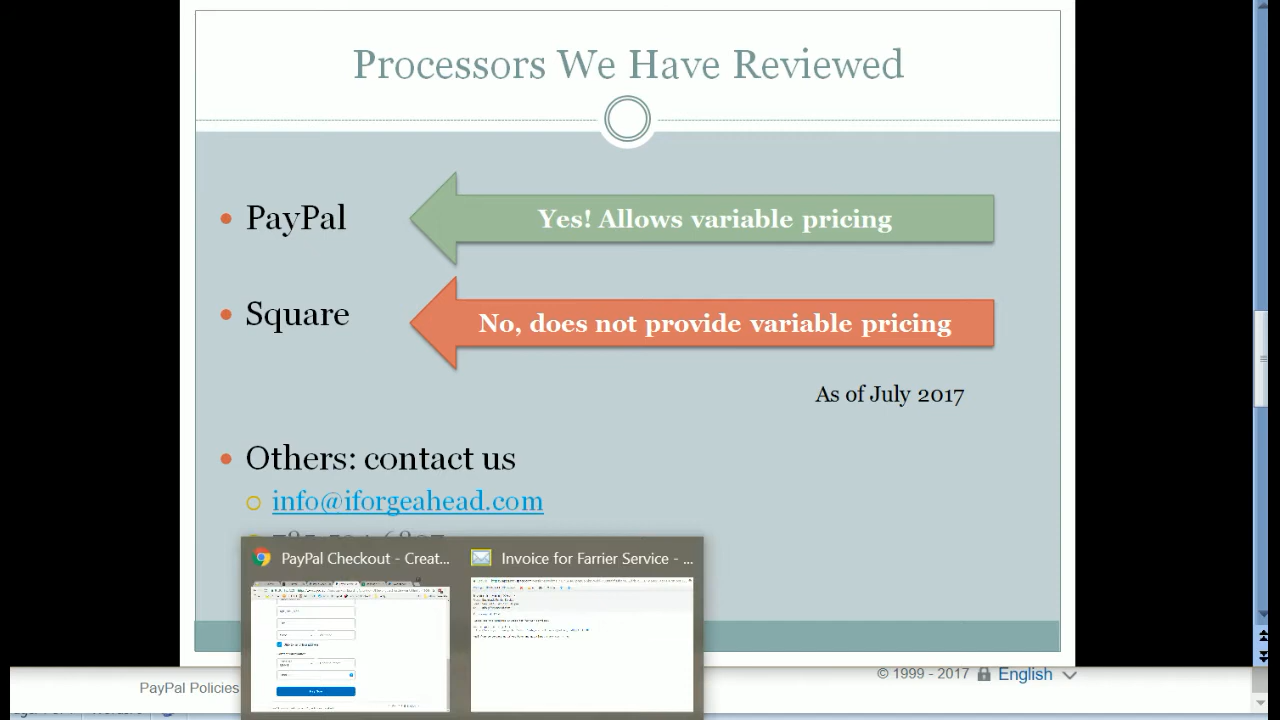 Processors We Have Reviewed
PayPal
Yes! Allows variable pricing
Square
No, does not provide variable pricing
As of July 2017
Others: contact us
info@iforgeahead.com
PayPal Checkout - Creat...
Invoice for Farrier Service - ...
PayPal Policies
© 1999 - 2017
English